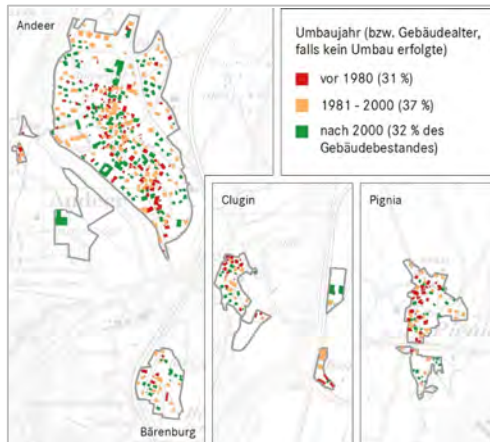 Andeer
Umbaujahr (bzw. Gebäudealter,
falls kein Umbau erfolgte)
vor 1980 (31 %)
1981 - 2000 (37 %)
nach 2000 (32 % des
Gebäudebestandes)
Andeer
Clugin
Pignia
Bärenburg